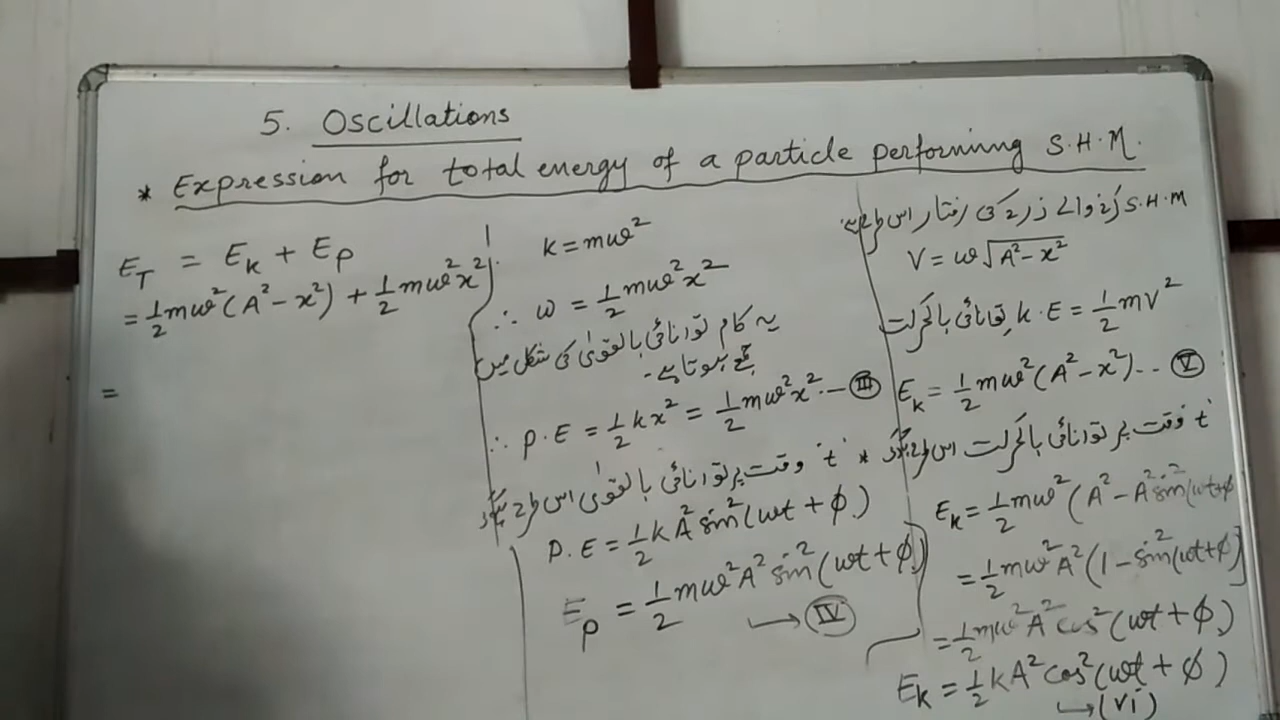 5. Oscillations
* Expression for total energy of a particle performing S.H.M.
E_T = E_K + E_P
= 1/2 mω²(A² − x²) + 1/2 mω²x²
=
k = mω²
∴ W = 1/2 mω²x²
یہ کام توانائی بالقویٰ کی شکل میں
جمع ہوتا ہے۔
∴ P.E = 1/2 kx² = 1/2 mω²x² -- (III)
* 't' وقت پر توانائی بالقویٰ اس طرح ہوگی
P.E = 1/2 kA² sin²(ωt + ϕ)
E_P = 1/2 mω²A² sin²(ωt + ϕ)
→ (IV)
S.H.M کرنے والے ذرے کی رفتار اس طرح ہے
V = ω√(A² − x²)
توانائی بالحرکت K.E = 1/2 mV²
E_K = 1/2 mω²(A² − x²) -- (V)
't' وقت پر توانائی بالحرکت اس طرح ہوگی
E_K = 1/2 mω²(A² − A² sin²(ωt+ϕ
= 1/2 mω²A²(1 − sin²(ωt+ϕ)]
= 1/2 mω²A² cos²(ωt + ϕ)
E_K = 1/2 kA² cos²(ωt + ϕ)
→ (VI)